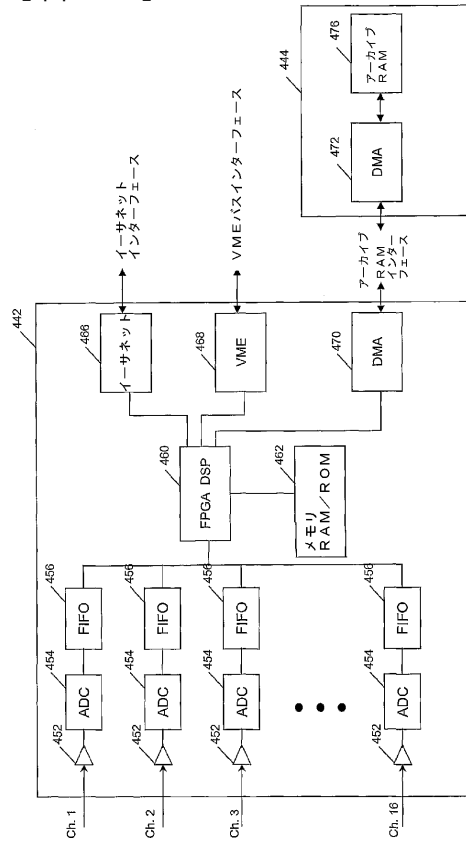 442
Ch. 1
452
454
ADC
456
FIFO
Ch. 2
452
454
ADC
456
FIFO
Ch. 3
452
454
ADC
456
FIFO
Ch. 16
452
454
ADC
456
FIFO
460
FPGA DSP
462
メモリ
RAM/ROM
466
イーサネット
イーサネット
インターフェース
468
VME
VMEバスインターフェース
470
DMA
アーカイブ
RAM
インター
フェース
444
472
DMA
476
アーカイブ
RAM